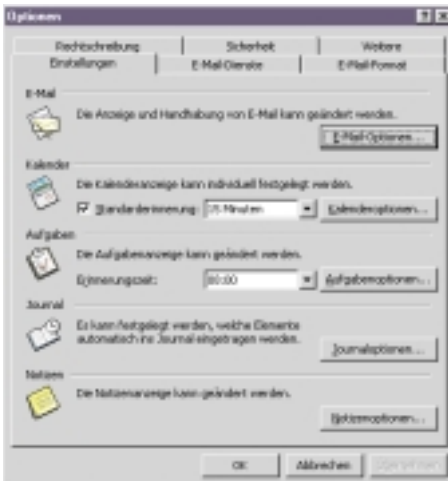 Optionen
Rechtschreibung Sicherheit Weitere
Einstellungen E-Mail-Dienste E-Mail-Format
E-Mail
Die Anzeige und Handhabung von E-Mail kann geändert werden.
E-Mail-Optionen...
Kalender
Die Kalenderanzeige kann individuell festgelegt werden.
Standarderinnerung: 15 Minuten Kalenderoptionen...
Aufgaben
Die Aufgabenanzeige kann geändert werden.
Erinnerungszeit: 08:00 Aufgabenoptionen...
Journal
Es kann festgelegt werden, welche Elemente
automatisch ins Journal eingetragen werden.
Journaloptionen...
Notizen
Die Notizenanzeige kann geändert werden.
Notizenoptionen...
OK Abbrechen Übernehmen